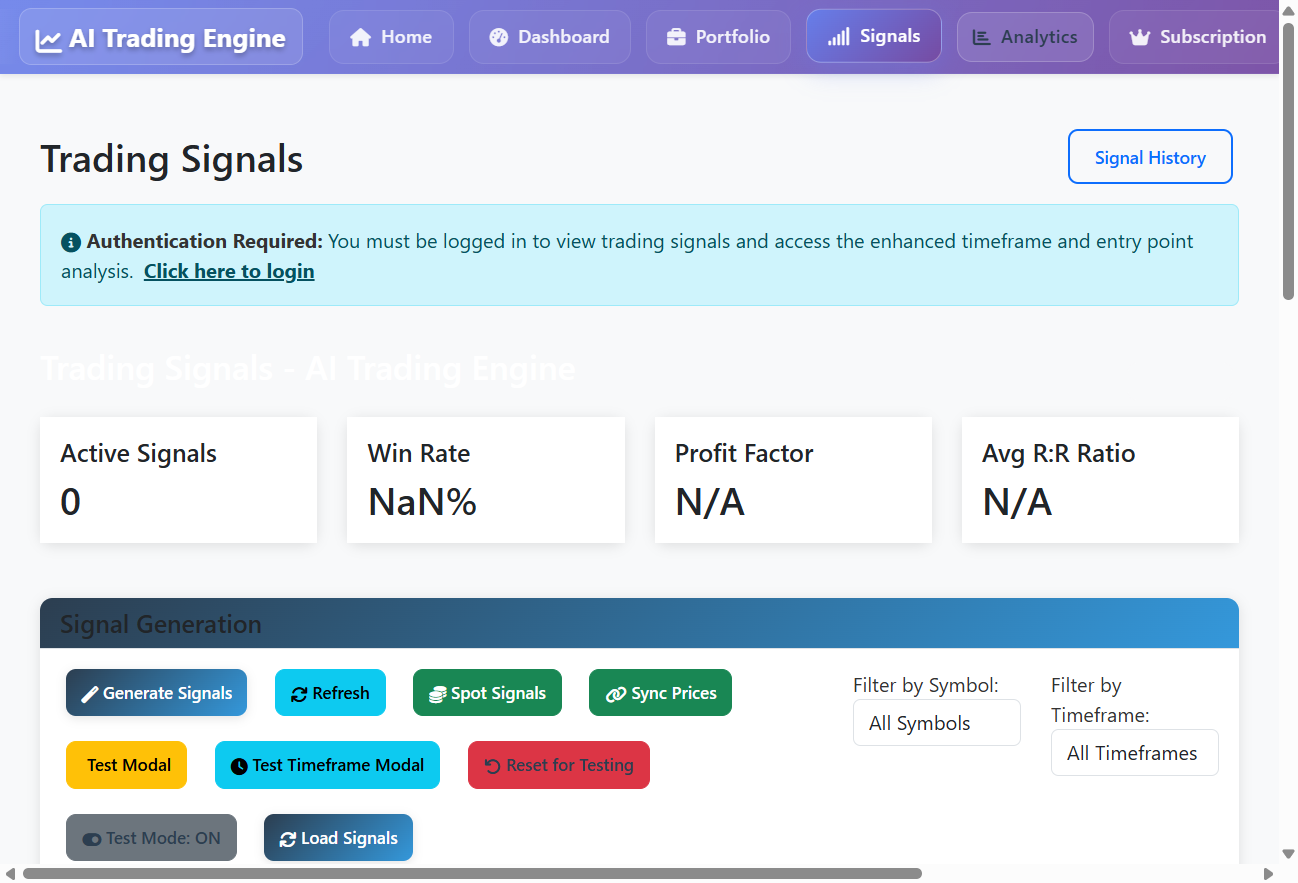 AI Trading Engine
Home
Dashboard
Portfolio
Signals
Analytics
Subscription
Trading Signals
Signal History
Authentication Required: You must be logged in to view trading signals and access the enhanced timeframe and entry point
analysis. Click here to login
Trading Signals - AI Trading Engine
Active Signals
0
Win Rate
NaN%
Profit Factor
N/A
Avg R:R Ratio
N/A
Signal Generation
Generate Signals
Refresh
Spot Signals
Sync Prices
Test Modal
Test Timeframe Modal
Reset for Testing
Test Mode: ON
Load Signals
Filter by Symbol:
All Symbols
Filter by
Timeframe:
All Timeframes